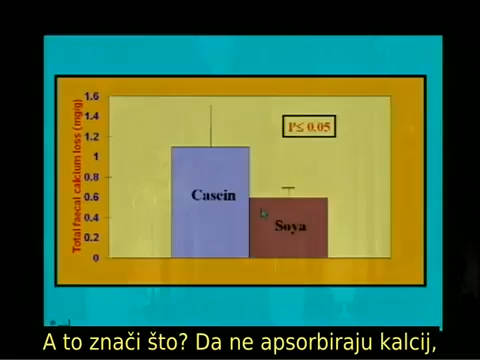 Total faecal calcium loss (mg/g)
1.6
1.4
1.2
1
0.8
0.6
0.4
0.2
0
P≤ 0.05
Casein
Soya
A to znači što? Da ne apsorbiraju kalcij,